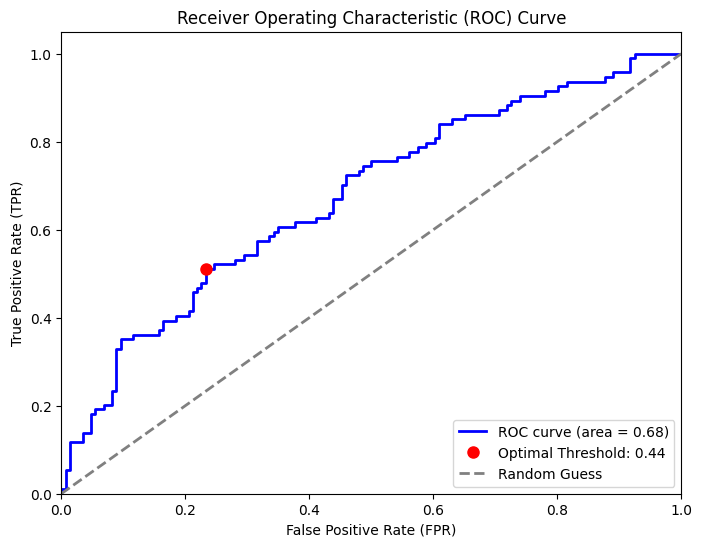 Receiver Operating Characteristic (ROC) Curve
True Positive Rate (TPR)
1.0
0.8
0.6
0.4
0.2
0.0
0.0 0.2 0.4 0.6 0.8 1.0
False Positive Rate (FPR)
ROC curve (area = 0.68)
Optimal Threshold: 0.44
Random Guess